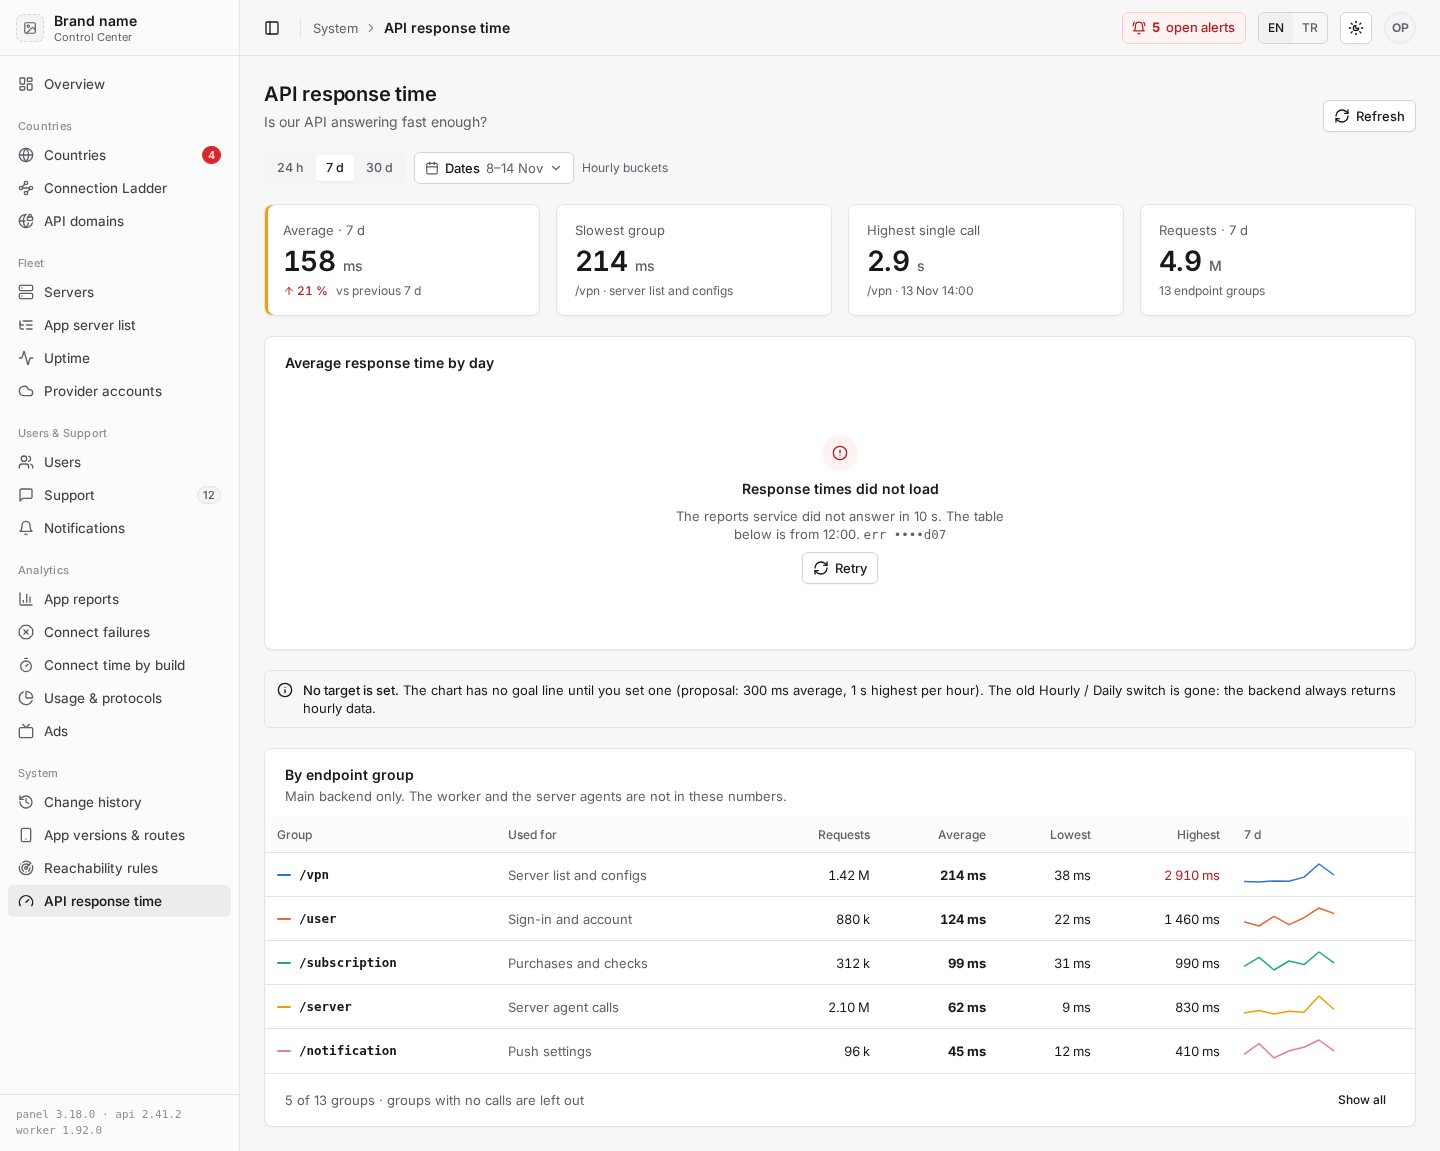 Brand name
Control Center
Overview
Countries
Countries 4
Connection Ladder
API domains
Fleet
Servers
App server list
Uptime
Provider accounts
Users & Support
Users
Support 12
Notifications
Analytics
App reports
Connect failures
Connect time by build
Usage & protocols
Ads
System
Change history
App versions & routes
Reachability rules
API response time
panel 3.18.0 · api 2.41.2
worker 1.92.0
System > API response time
5 open alerts
EN TR
OP
API response time
Is our API answering fast enough?
Refresh
24 h 7 d 30 d Dates 8–14 Nov Hourly buckets
Average · 7 d
158 ms
↑ 21 % vs previous 7 d
Slowest group
214 ms
/vpn · server list and configs
Highest single call
2.9 s
/vpn · 13 Nov 14:00
Requests · 7 d
4.9 M
13 endpoint groups
Average response time by day
Response times did not load
The reports service did not answer in 10 s. The table
below is from 12:00. err ••••d07
Retry
No target is set. The chart has no goal line until you set one (proposal: 300 ms average, 1 s highest per hour). The old Hourly / Daily switch is gone: the backend always returns
hourly data.
By endpoint group
Main backend only. The worker and the server agents are not in these numbers.
Group Used for Requests Average Lowest Highest 7 d
/vpn Server list and configs 1.42 M 214 ms 38 ms 2 910 ms
/user Sign-in and account 880 k 124 ms 22 ms 1 460 ms
/subscription Purchases and checks 312 k 99 ms 31 ms 990 ms
/server Server agent calls 2.10 M 62 ms 9 ms 830 ms
/notification Push settings 96 k 45 ms 12 ms 410 ms
5 of 13 groups · groups with no calls are left out
Show all